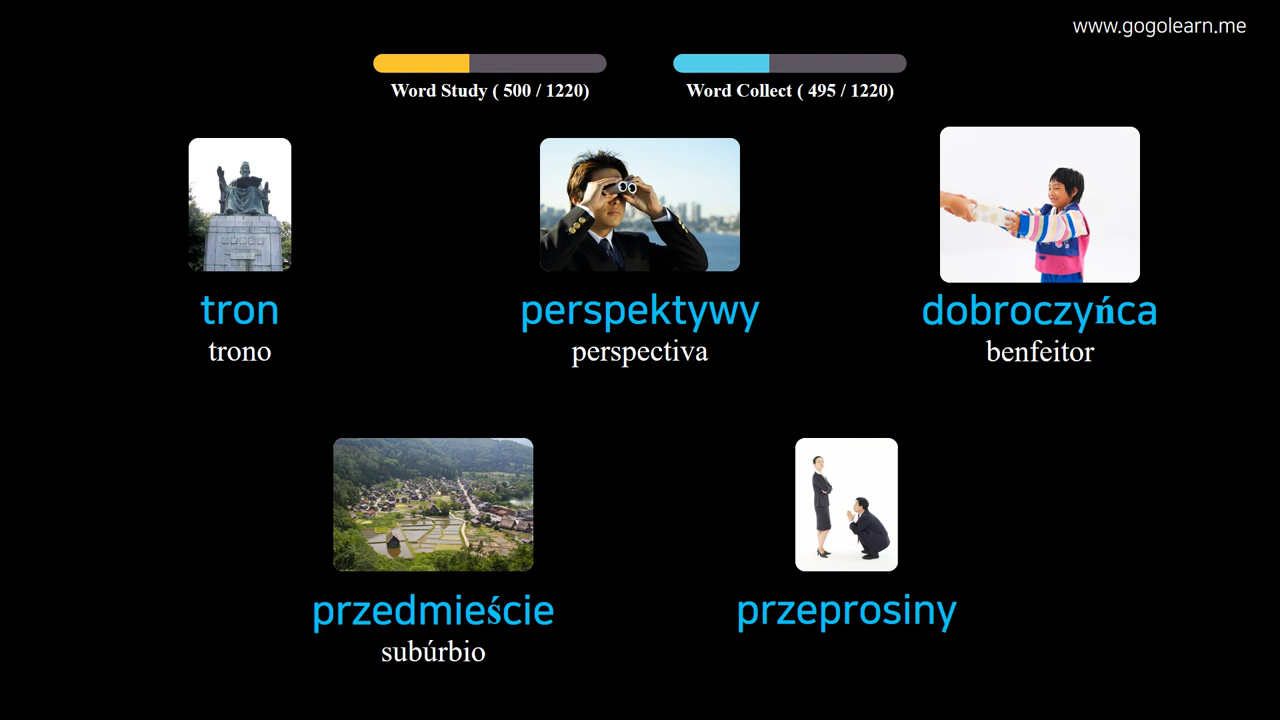 www.gogolearn.me
Word Study ( 500 / 1220)
Word Collect ( 495 / 1220)
tron
trono
perspektywy
perspectiva
dobroczyńca
benfeitor
przedmieście
subúrbio
przeprosiny